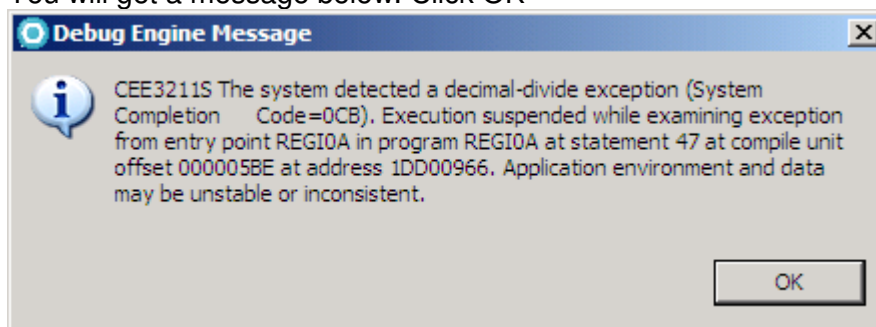 You will get a message below. Click OK
Debug Engine Message
CEE3211S The system detected a decimal-divide exception (System
Completion Code=0CB). Execution suspended while examining exception
from entry point REGI0A in program REGI0A at statement 47 at compile unit
offset 000005BE at address 1DD00966. Application environment and data
may be unstable or inconsistent.
OK